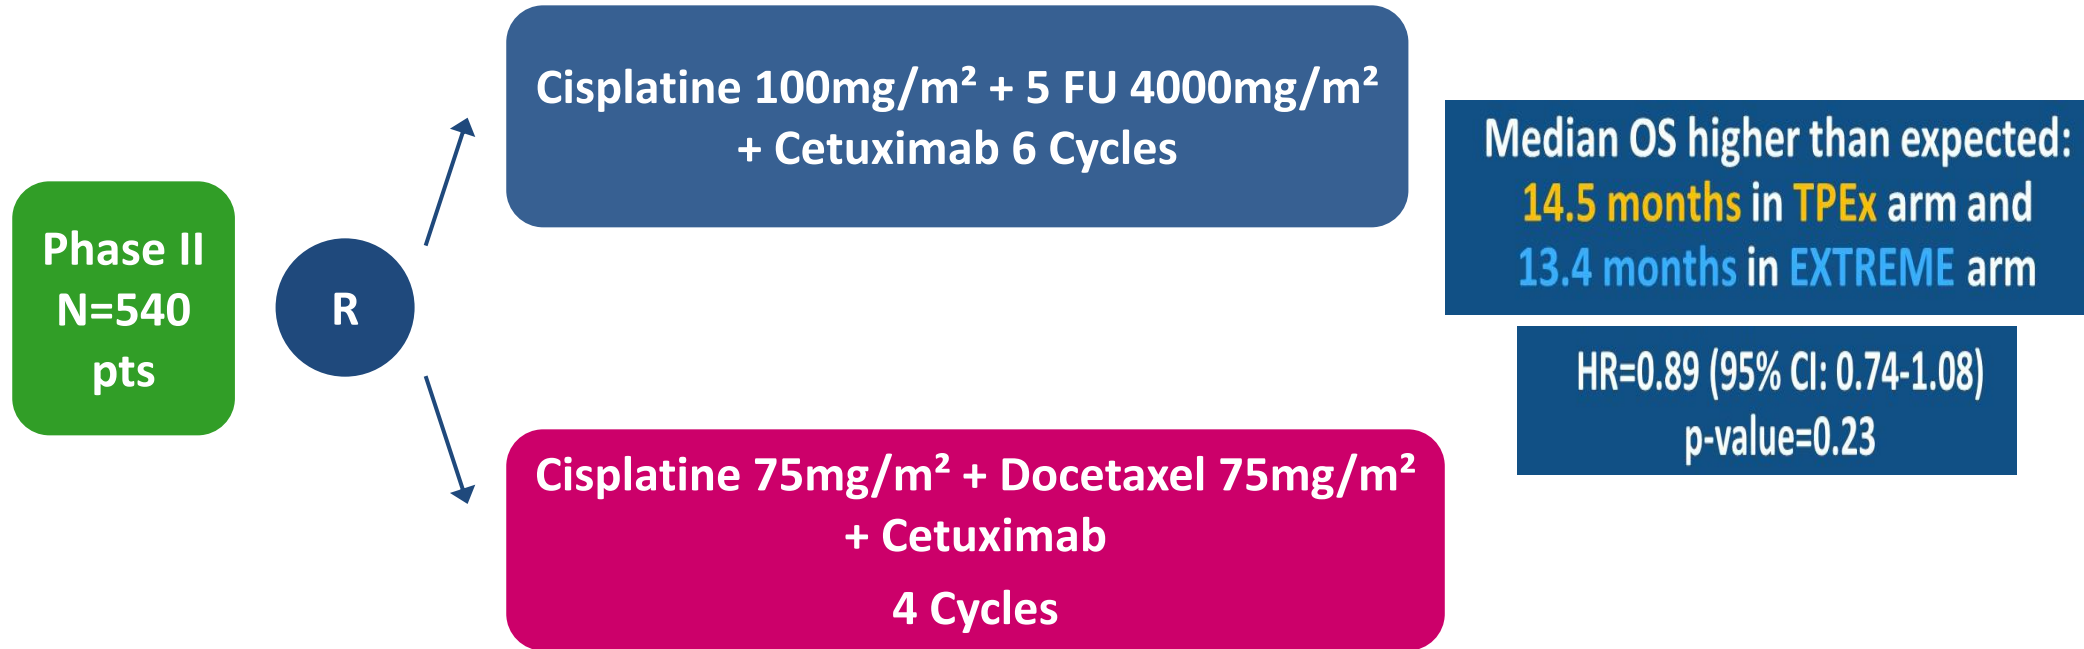 Phase II
N=540
pts
R
Cisplatine 100mg/m² + 5 FU 4000mg/m²
+ Cetuximab 6 Cycles
Cisplatine 75mg/m² + Docetaxel 75mg/m²
+ Cetuximab
4 Cycles
Median OS higher than expected:
14.5 months in TPEx arm and
13.4 months in EXTREME arm
HR=0.89 (95% CI: 0.74-1.08)
p-value=0.23